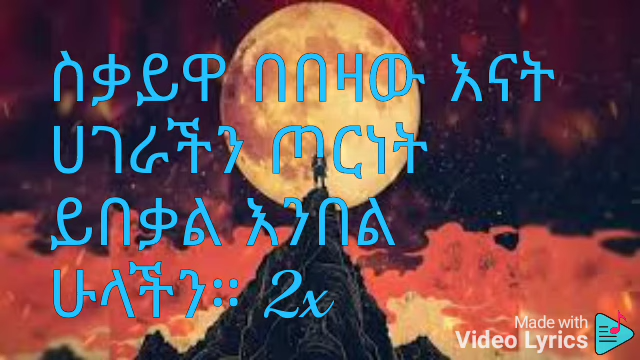 ስቃይዋ በበዛው እናት
ሀገራችን ጦርነት
ይበቃል እንበል
ሁላችን። 2x
Made with
Video Lyrics